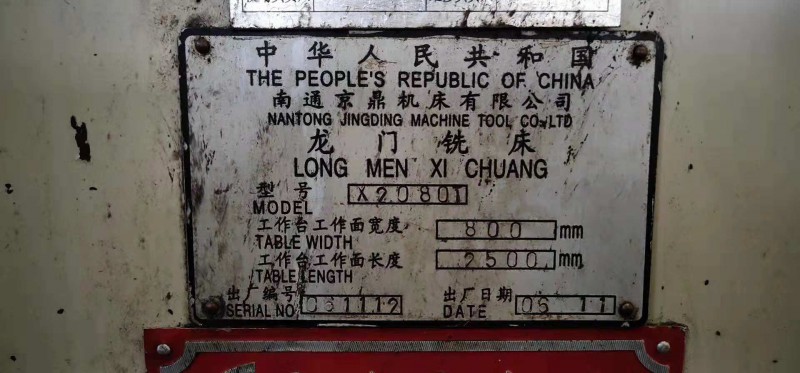 中华人民共和国
THE PEOPLE'S REPUBLIC OF CHINA
南通京鼎机床有限公司
NANTONG JINGDING MACHINE TOOL CO.LTD
龙门铣床
LONG MEN XI CHUANG
型号 X20801
MODEL
工作台工作面宽度 800 mm
TABLE WIDTH
工作台工作面长度 2500 mm
TABLE LENGTH
出厂编号 061112 出厂日期 06 11
SERIAL NO DATE